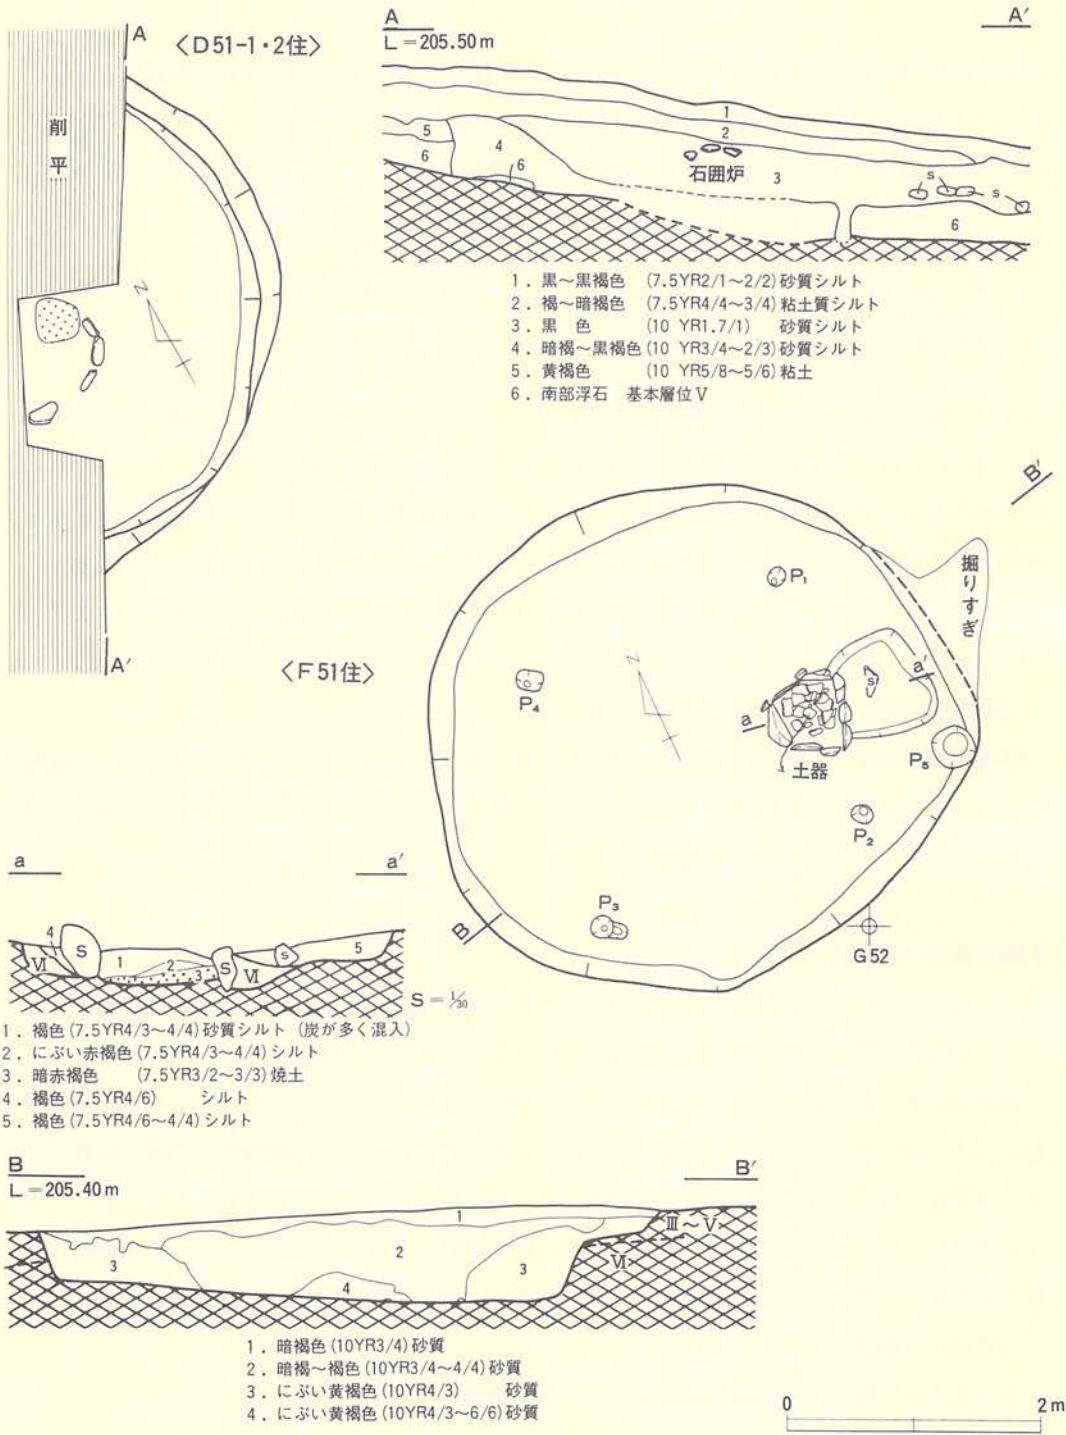 〈D51-1・2住〉
A
削平
A′
A
A′
L=205.50m
1
2
3
4
5
6
6
石囲炉
S
S
6
1. 黒～黒褐色 (7.5YR2/1～2/2)砂質シルト
2. 褐～暗褐色 (7.5YR4/4～3/4)粘土質シルト
3. 黒 色 (10 YR1.7/1) 砂質シルト
4. 暗褐～黒褐色(10 YR3/4～2/3)砂質シルト
5. 黄褐色 (10 YR5/8～5/6)粘土
6. 南部浮石 基本層位Ⅴ
〈F51住〉
B′
掘りすぎ
P₁
P₄
N
N
a
a′
S
土器
P₅
P₂
P₃
B
G52
a
a′
4
Ⅵ
S
1
2
3
S
Ⅵ
S
5
S=1/30
1. 褐色(7.5YR4/3～4/4)砂質シルト (炭が多く混入)
2. にぶい赤褐色(7.5YR4/3～4/4)シルト
3. 暗赤褐色 (7.5YR3/2～3/3)焼土
4. 褐色(7.5YR4/6) シルト
5. 褐色(7.5YR4/6～4/4)シルト
B
B′
L=205.40m
1
2
3
3
4
Ⅲ～Ⅴ
Ⅵ
1. 暗褐色(10YR3/4)砂質
2. 暗褐～褐色(10YR3/4～4/4)砂質
3. にぶい黄褐色(10YR4/3) 砂質
4. にぶい黄褐色(10YR4/3～6/6)砂質
0
2m